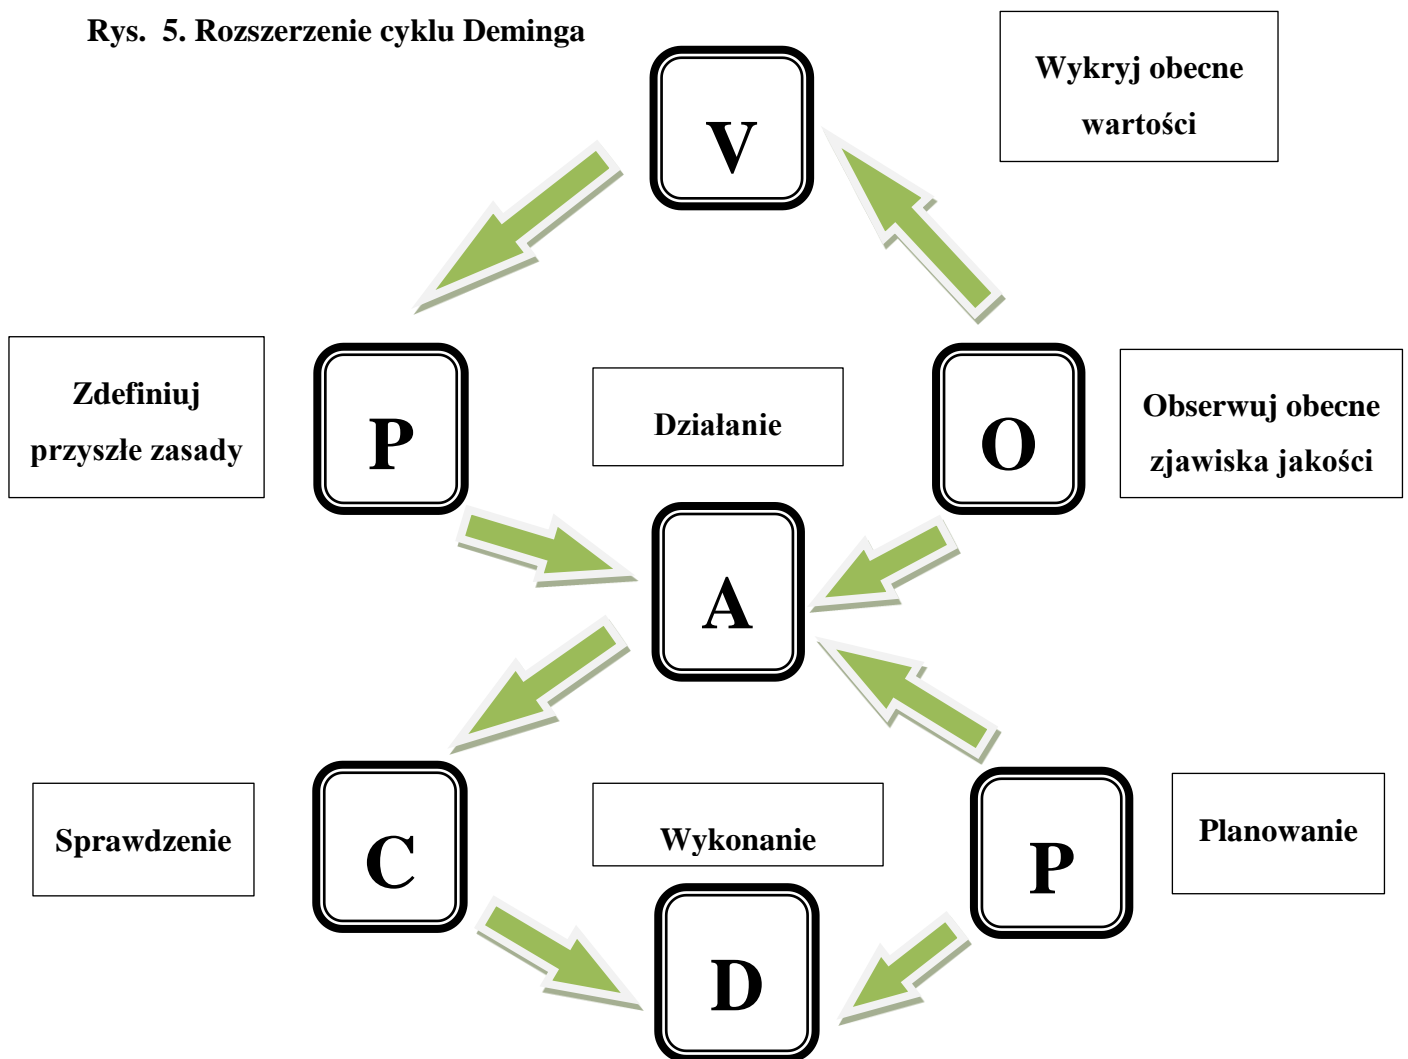 Rys. 5. Rozszerzenie cyklu Deminga
V
Wykryj obecne
wartości
Zdefiniuj
przyszłe zasady
P
Działanie
O
Obserwuj obecne
zjawiska jakości
A
Sprawdzenie
C
Wykonanie
P
Planowanie
D